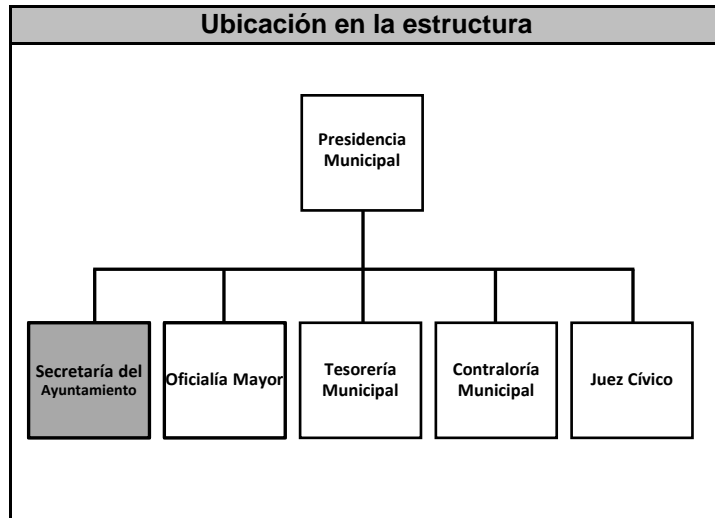 Ubicación en la estructura
Presidencia
Municipal
Secretaría del
Ayuntamiento
Oficialía Mayor
Tesorería
Municipal
Contraloría
Municipal
Juez Cívico